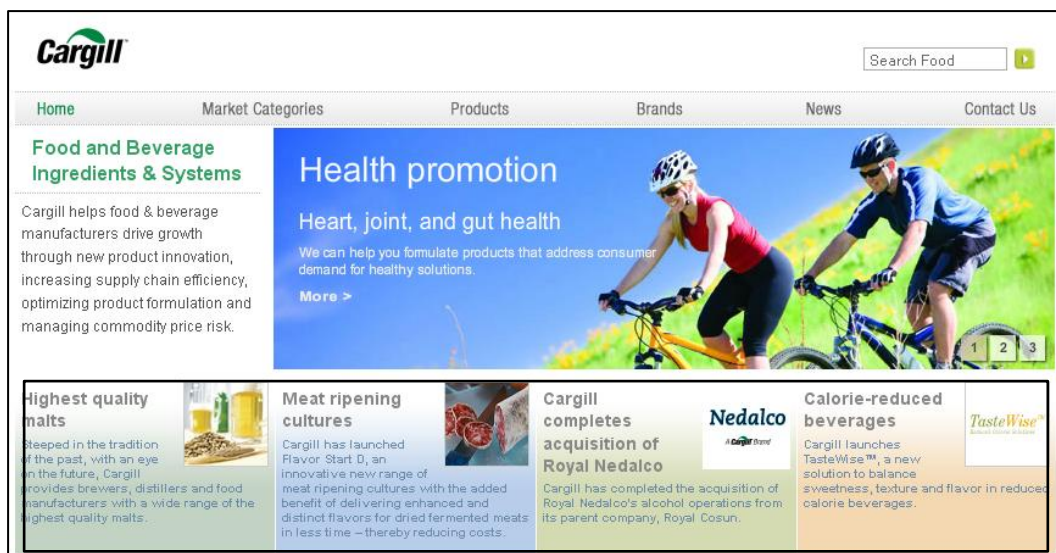 Cargill
Search Food
Home Market Categories Products Brands News Contact Us
Food and Beverage
Ingredients & Systems
Cargill helps food & beverage
manufacturers drive growth
through new product innovation,
increasing supply chain efficiency,
optimizing product formulation and
managing commodity price risk.
Health promotion
Heart, joint, and gut health
We can help you formulate products that address consumer
demand for healthy solutions.
More >
1 2 3
Highest quality
malts
Steeped in the tradition
of the past, with an eye
on the future, Cargill
provides brewers, distillers and food
manufacturers with a wide range of the
highest quality malts.
Meat ripening
cultures
Cargill has launched
Flavor Start D, an
innovative new range of
meat ripening cultures with the added
benefit of delivering enhanced and
distinct flavors for dried fermented meats
in less time – thereby reducing costs.
Cargill
completes
acquisition of
Royal Nedalco
Nedalco
A Cargill Brand
Cargill has completed the acquisition of
Royal Nedalco's alcohol operations from
its parent company, Royal Cosun.
Calorie-reduced
beverages
TasteWise™
Cargill launches
TasteWise™, a new
solution to balance
sweetness, texture and flavor in reduced
calorie beverages.